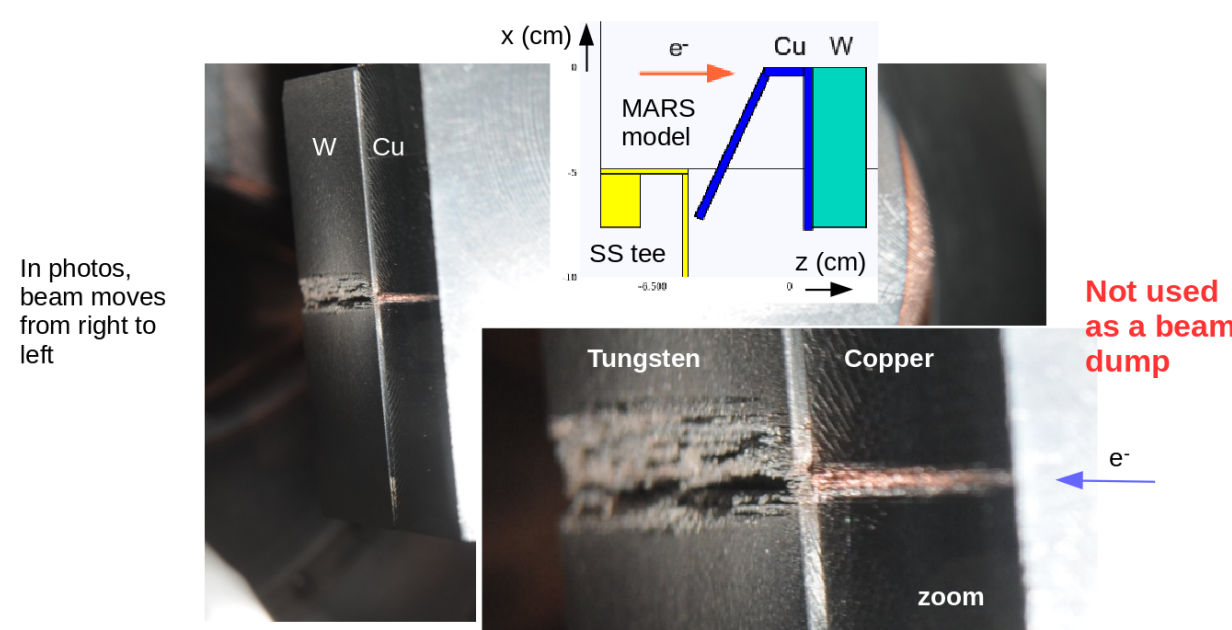 x (cm)
e-
Cu W
0
MARS
model
W Cu
-5
SS tee
z (cm)
-10
-6.500
0
In photos,
beam moves
from right to
left
Not used
as a beam
dump
Tungsten Copper
e-
zoom